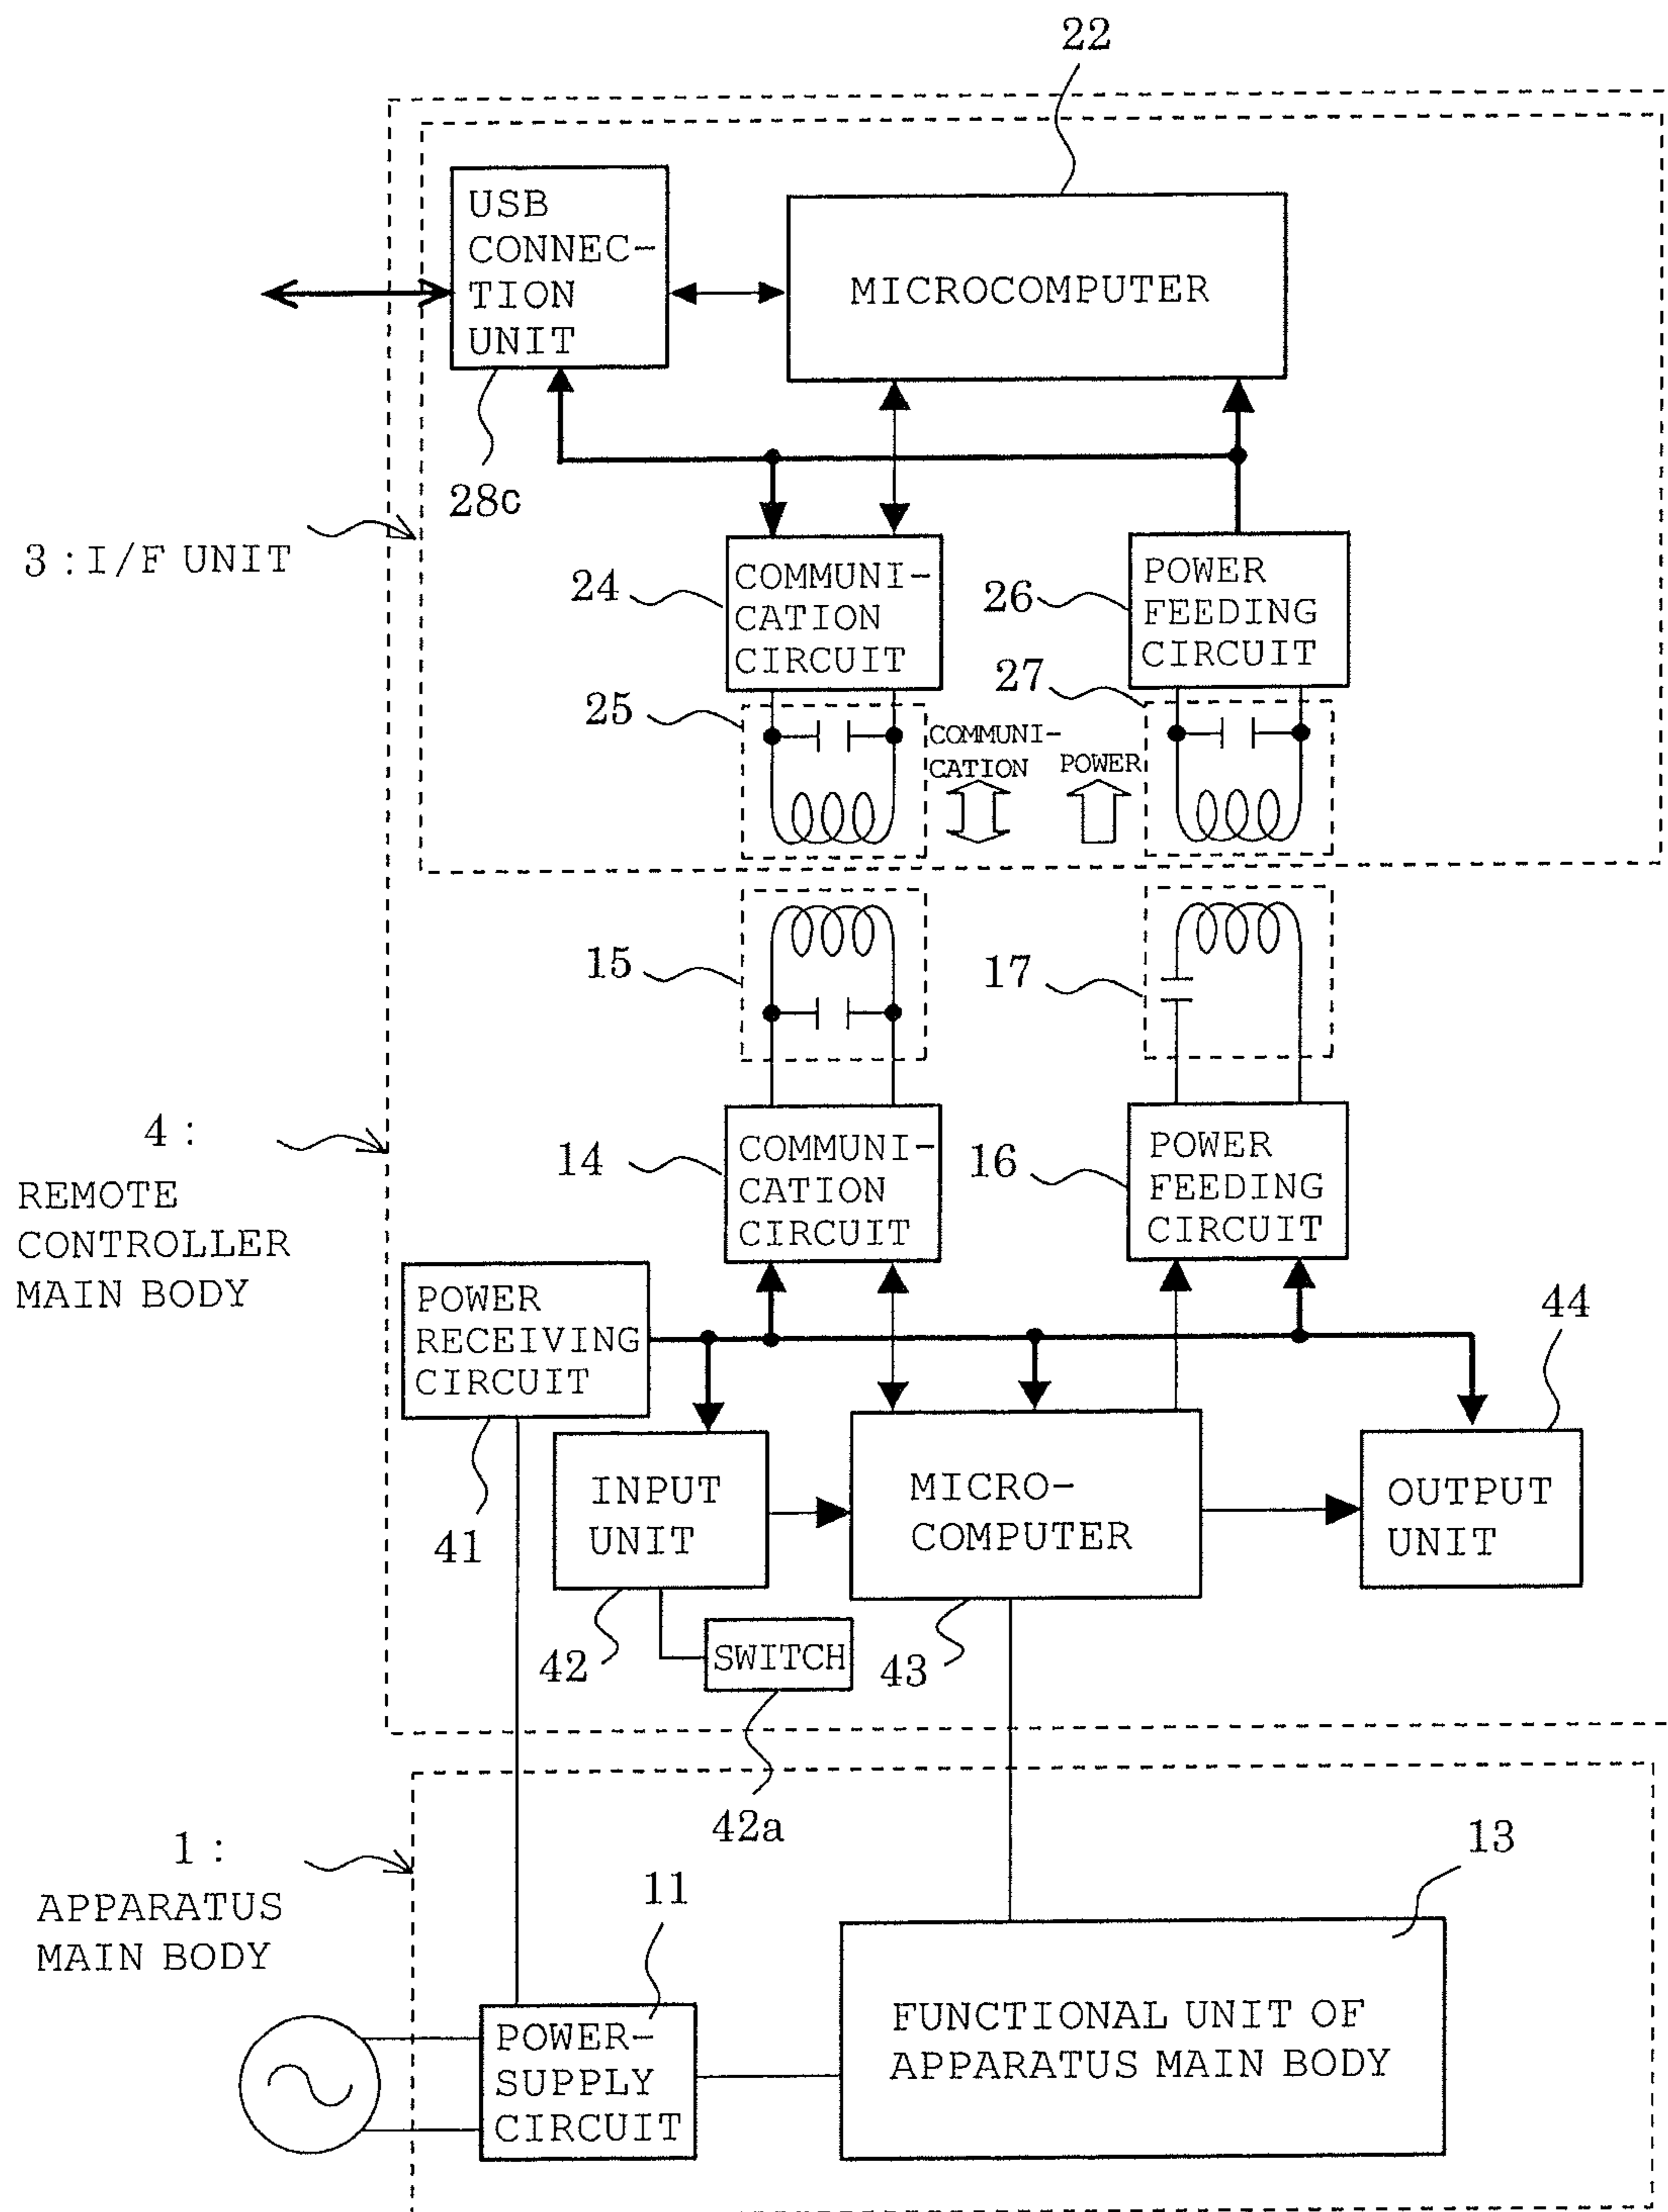 22
USB
CONNEC-
TION
UNIT
MICROCOMPUTER
28c
3 : I/F UNIT
24
COMMUNI-
CATION
CIRCUIT
26
POWER
FEEDING
CIRCUIT
25
27
COMMUNI-
CATION
POWER
15
17
4 :
REMOTE
CONTROLLER
MAIN BODY
14
COMMUNI-
CATION
CIRCUIT
16
POWER
FEEDING
CIRCUIT
POWER
RECEIVING
CIRCUIT
44
41
INPUT
UNIT
MICRO-
COMPUTER
OUTPUT
UNIT
42
SWITCH
43
42a
1 :
APPARATUS
MAIN BODY
11
13
POWER-
SUPPLY
CIRCUIT
FUNCTIONAL UNIT OF
APPARATUS MAIN BODY